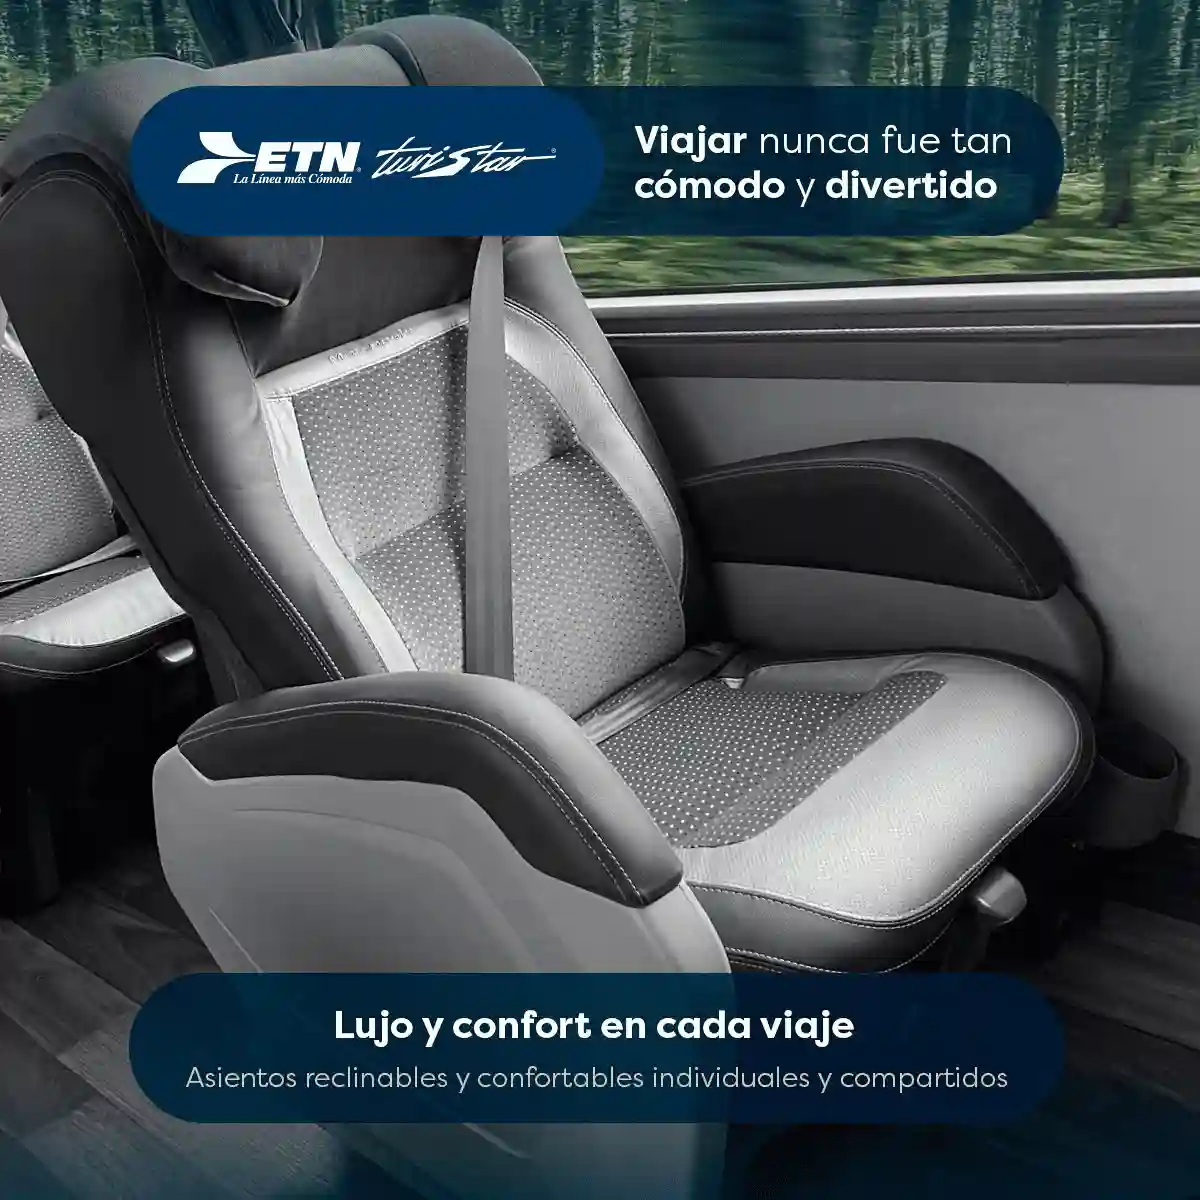 ETN turistar
La Línea más Cómoda
Viajar nunca fue tan
cómodo y divertido
Lujo y confort en cada viaje
Asientos reclinables y confortables individuales y compartidos